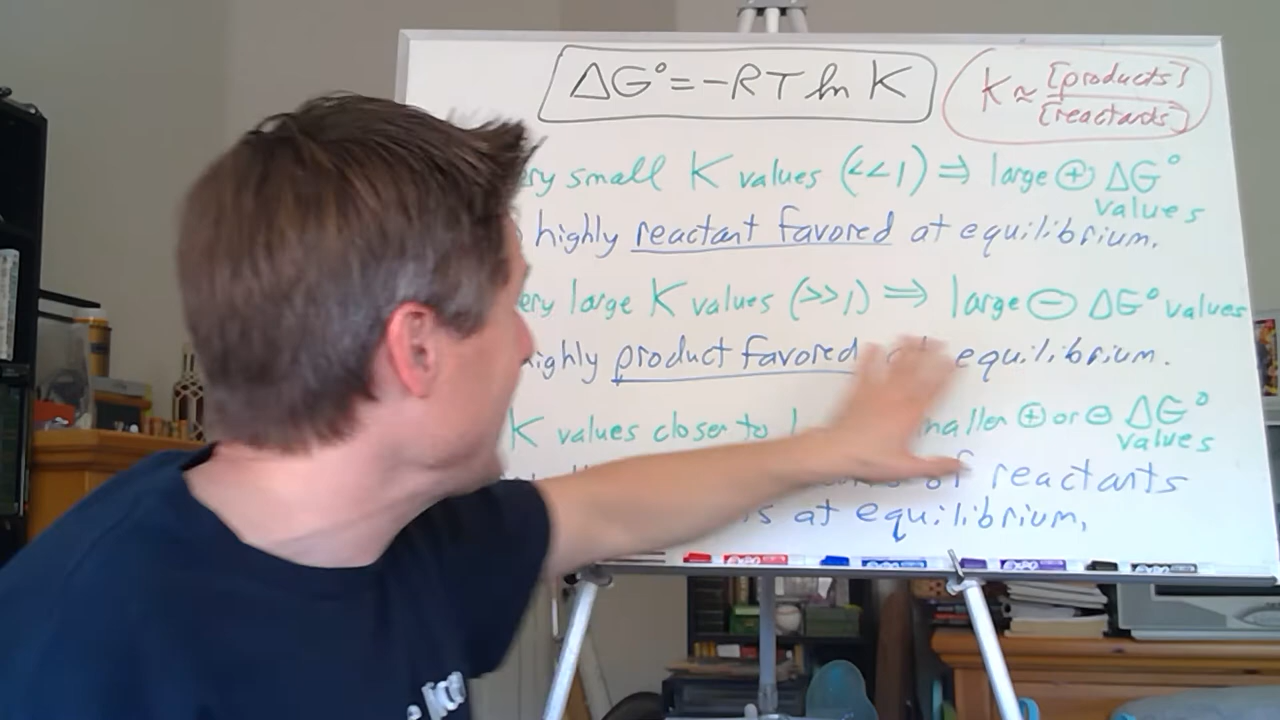 ΔG° = -RT ln K
K ≈ [products]
[reactants]
ery small K values (<<1) ⇒ large ⊕ ΔG°
values
highly reactant favored at equilibrium.
ery large K values (>>1) ⇒ large ⊖ ΔG° values
highly product favored equilibrium.
K values closer to 1 maller ⊕ or ⊖ ΔG°
values
of reactants
s at equilibrium,